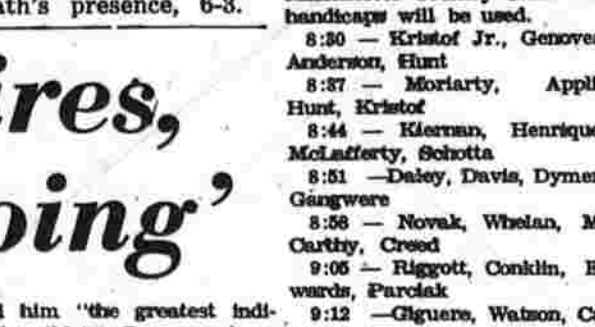 ath's presence, 6-3.
ires,
oing'
l him "the greatest indi-
handicaps will be used.
8:30 — Kristof Jr., Genove
Anderson, Hunt
8:37 — Moriarty, Appli
Hunt, Kristof
8:44 — Kiernan, Henrique
McLafferty, Schotta
8:51 —Daley, Davis, Dymer
Gangwere
8:58 — Novak, Whelan, M
Carthy, Creed
9:05 — Riggott, Conklin, E
wards, Parciak
9:12 —Giguere, Watson, C